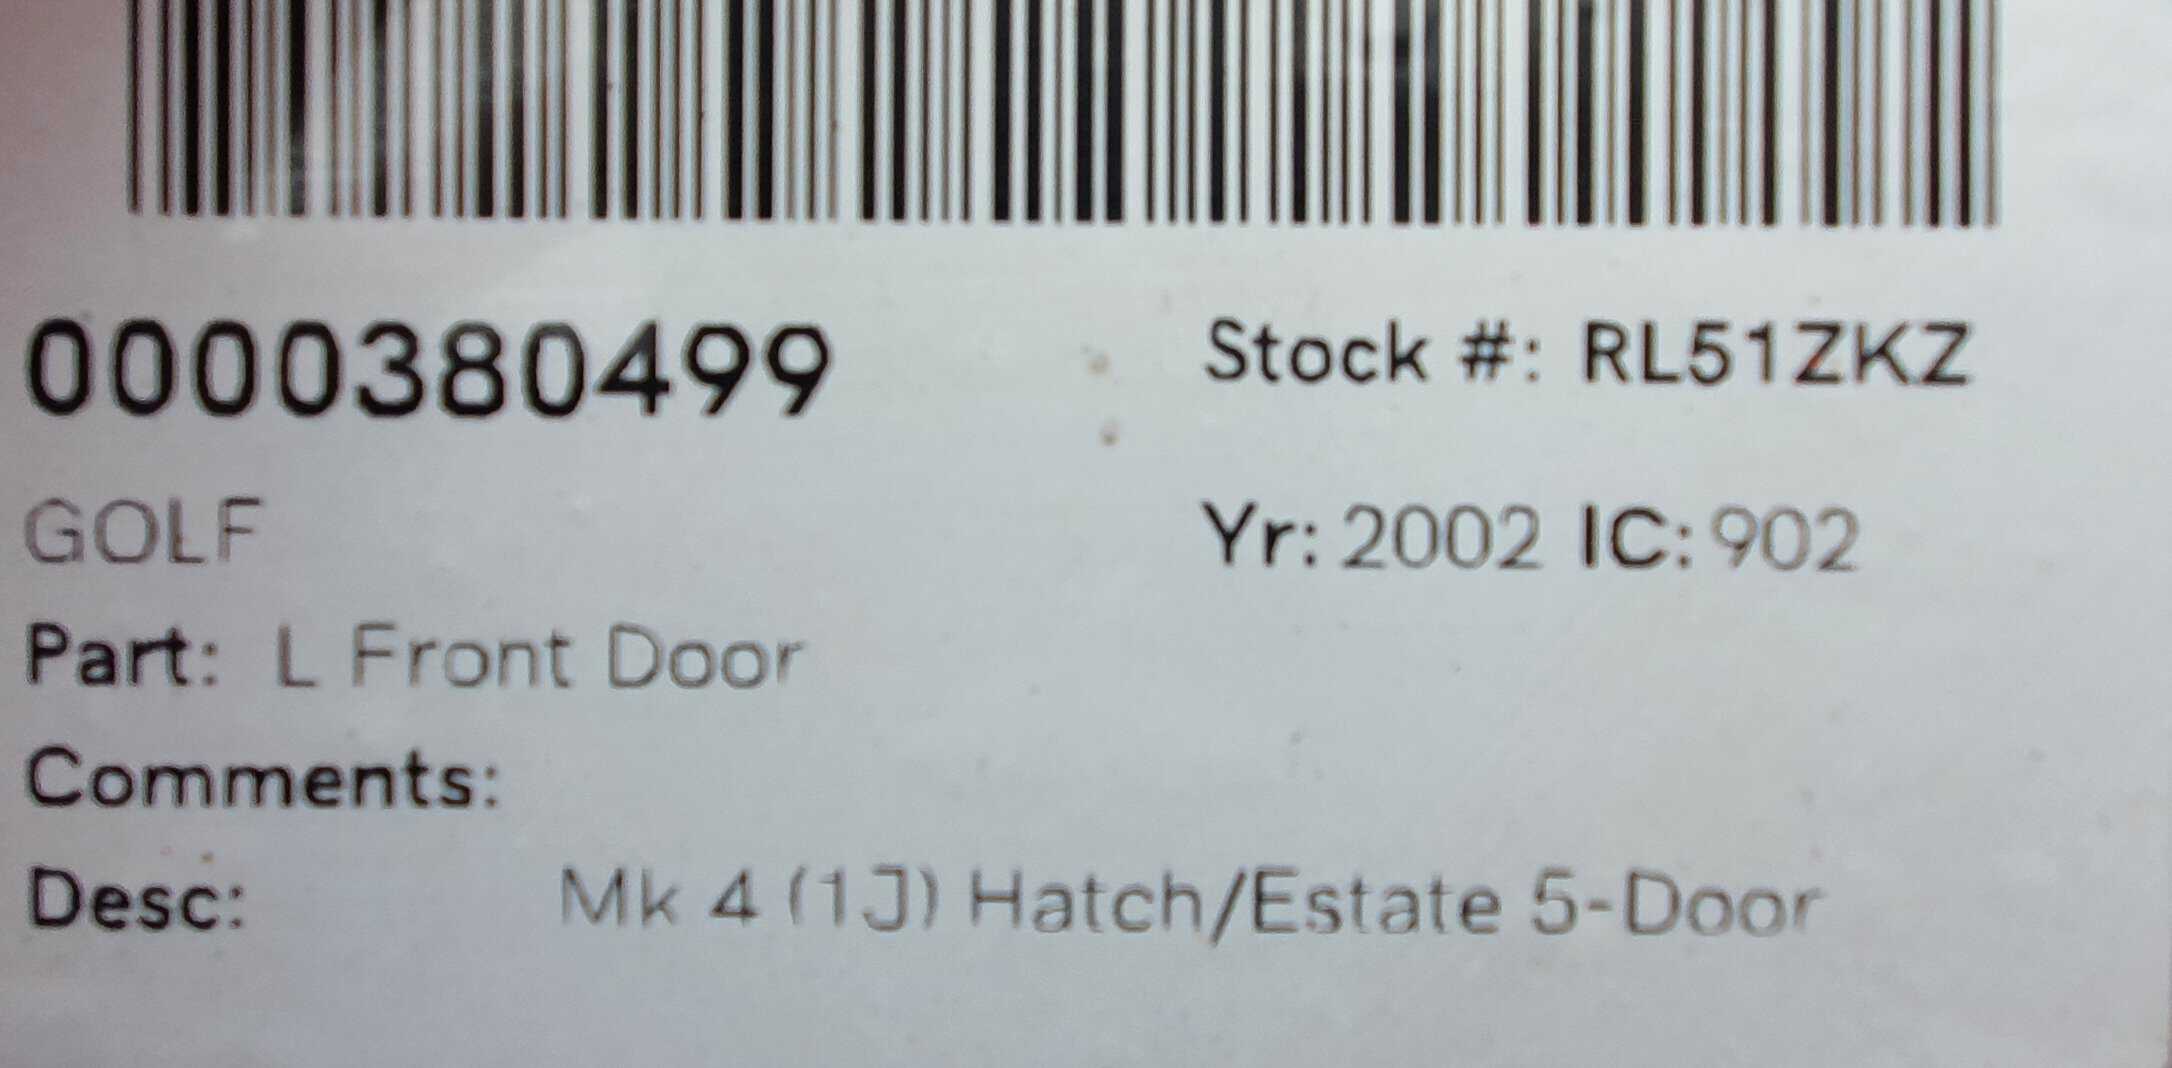 0000380499 Stock #: RL51ZKZ
GOLF Yr: 2002 IC: 902
Part: L Front Door
Comments:
Desc: Mk 4 (1J) Hatch/Estate 5-Door